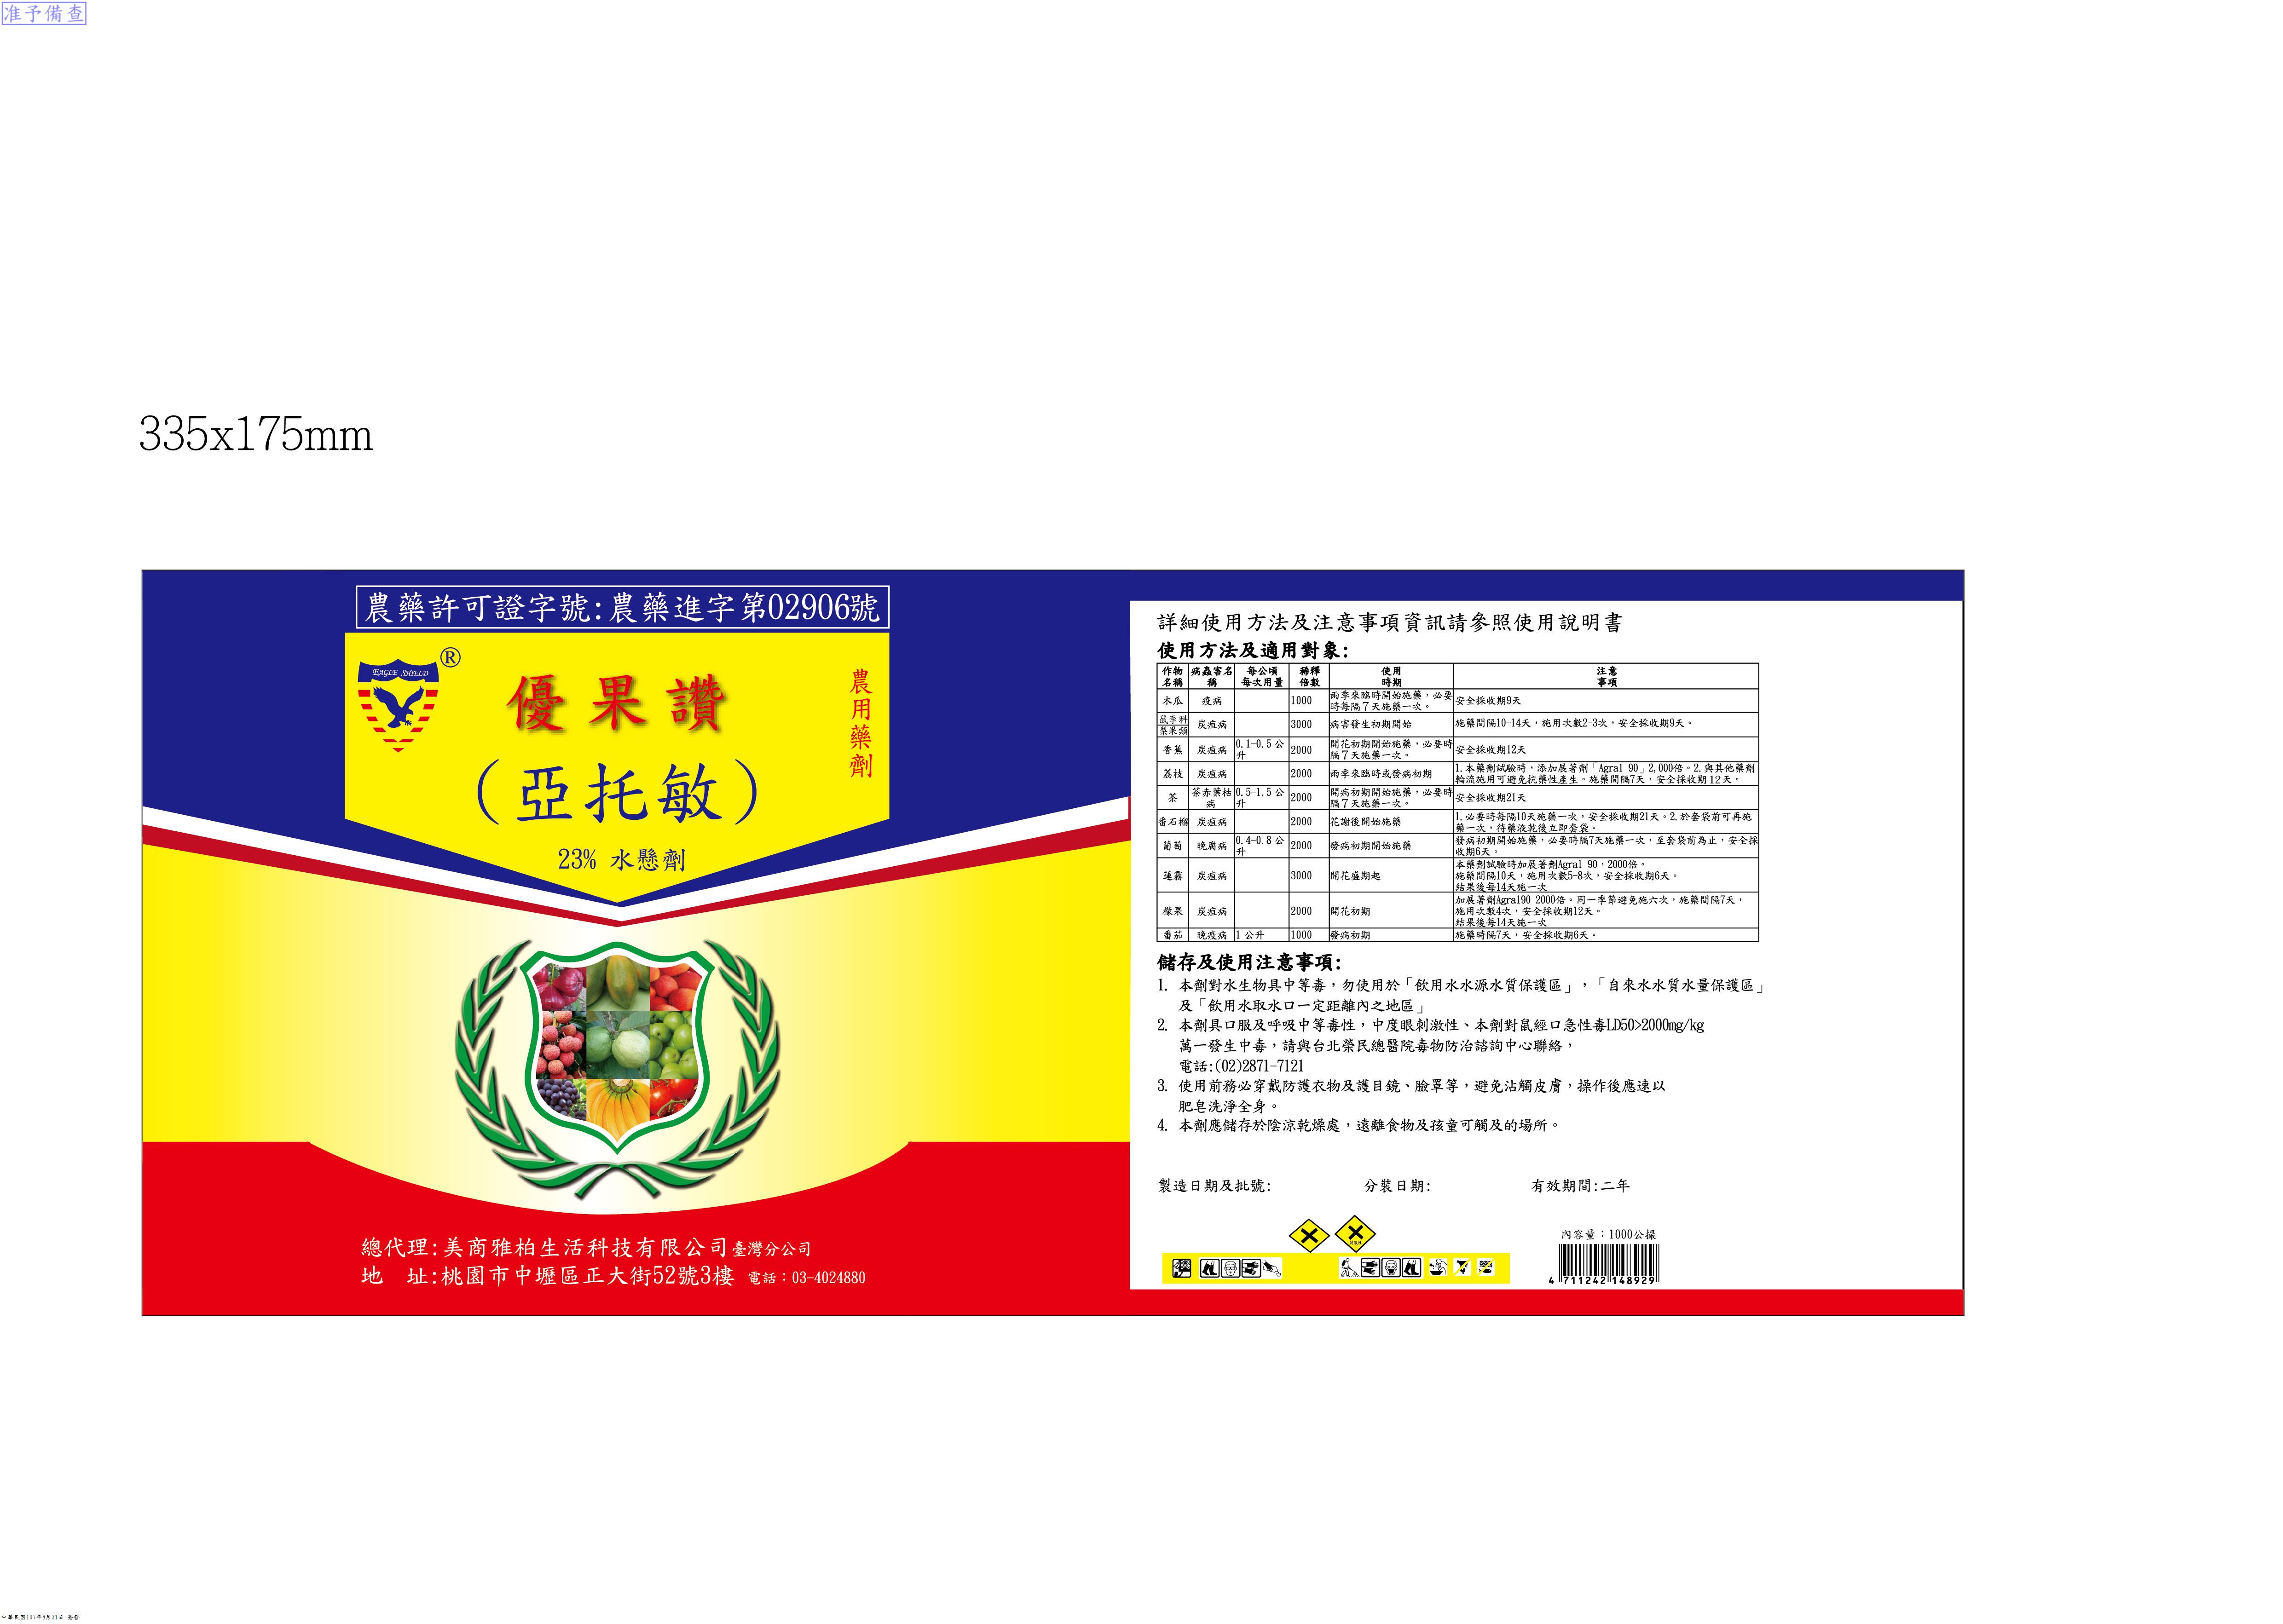 准予備查
335x175mm
農藥許可證字號:農藥進字第02906號
EAGLE SHIELD
®
優果讚
農用藥劑
(亞托敏)
23% 水懸劑
總代理:美商雅柏生活科技有限公司臺灣分公司
地 址:桃園市中壢區正大街52號3樓 電話:03-4024880
詳細使用方法及注意事項資訊請參照使用說明書
使用方法及適用對象:
作物名稱 病蟲害名稱 每公頃每次用量 稀釋倍數 使用時期 注意事項
木瓜 疫病 1000 雨季來臨時開始施藥,必要時每隔7天施藥一次。 安全採收期9天
鼠李科梨果類 炭疽病 3000 病害發生初期開始 施藥間隔10-14天,施用次數2-3次,安全採收期9天。
香蕉 炭疽病 0.1-0.5公升 2000 開花初期開始施藥,必要時隔7天施藥一次。 安全採收期12天
荔枝 炭疽病 2000 雨季來臨時或發病初期 1.本藥劑試驗時,添加展著劑「Agral 90」2,000倍。2.與其他藥劑輪流施用可避免抗藥性產生。施藥間隔7天,安全採收期12天。
茶 茶赤葉枯病 0.5-1.5公升 2000 開病初期開始施藥,必要時隔7天施藥一次。 安全採收期21天
番石榴 炭疽病 2000 花謝後開始施藥 1.必要時每隔10天施藥一次,安全採收期21天。2.於套袋前可再施藥一次,待藥液乾後立即套袋。
葡萄 晚腐病 0.4-0.8公升 2000 發病初期開始施藥 發病初期開始施藥,必要時隔7天施藥一次,至套袋前為止,安全採收期6天。
蓮霧 炭疽病 3000 開花盛期起 本藥劑試驗時加展著劑Agral 90,2000倍。
施藥間隔10天,施用次數5-8次,安全採收期6天。
結果後每14天施一次
檬果 炭疽病 2000 開花初期 加展著劑Agral90 2000倍。同一季節避免施六次,施藥間隔7天,
施用次數4次,安全採收期12天。
結果後每14天施一次
番茄 晚疫病 1公升 1000 發病初期 施藥時隔7天,安全採收期6天。
儲存及使用注意事項:
1. 本劑對水生物具中等毒,勿使用於「飲用水水源水質保護區」,「自來水水質水量保護區」
及「飲用水取水口一定距離內之地區」
2. 本劑具口服及呼吸中等毒性,中度眼刺激性、本劑對鼠經口急性毒LD50>2000mg/kg
萬一發生中毒,請與台北榮民總醫院毒物防治諮詢中心聯絡,
電話:(02)2871-7121
3. 使用前務必穿戴防護衣物及護目鏡、臉罩等,避免沾觸皮膚,操作後應速以
肥皂洗淨全身。
4. 本劑應儲存於陰涼乾燥處,遠離食物及孩童可觸及的場所。
製造日期及批號: 分裝日期: 有效期間:二年
內容量:1000公撮
4 711242 148929
中華民國107年8月31日